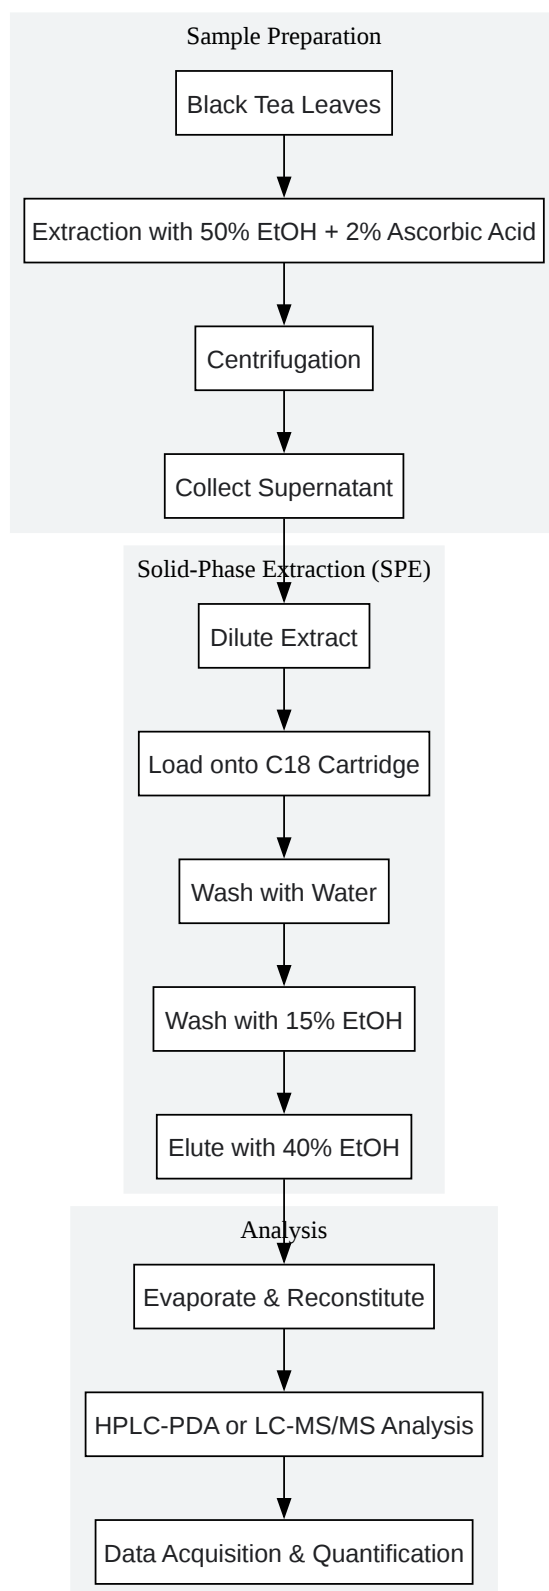 Sample Preparation
Black Tea Leaves
Extraction with 50% EtOH + 2% Ascorbic Acid
Centrifugation
Collect Supernatant
Solid-Phase Extraction (SPE)
Dilute Extract
Load onto C18 Cartridge
Wash with Water
Wash with 15% EtOH
Elute with 40% EtOH
Analysis
Evaporate & Reconstitute
HPLC-PDA or LC-MS/MS Analysis
Data Acquisition & Quantification